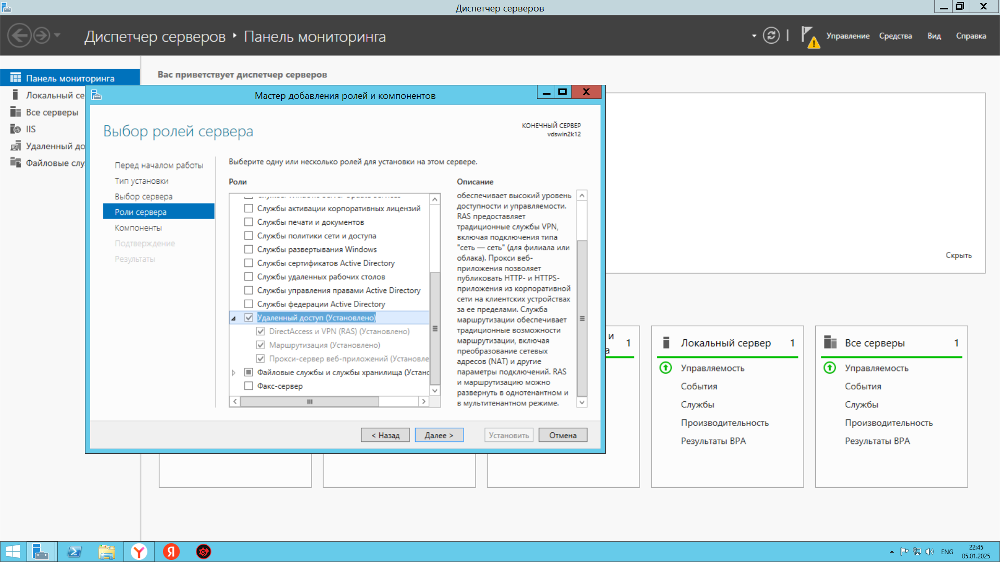 Диспетчер серверов
Диспетчер серверов
Панель мониторинга
Управление
Средства
Вид
Справка
Панель мониторинга
Локальный се
Все серверы
IIS
Удаленный до
Файловые слу
Вас приветствует диспетчер серверов
Мастер добавления ролей и компонентов
Выбор ролей сервера
КОНЕЧНЫЙ СЕРВЕР
vdswin2k12
Перед началом работы
Тип установки
Выбор сервера
Роли сервера
Компоненты
Подтверждение
Результаты
Выберите одну или несколько ролей для установки на этом сервере.
Роли
Службы Windows Server Update Services
Службы активации корпоративных лицензий
Службы печати и документов
Службы политики сети и доступа
Службы развертывания Windows
Службы сертификатов Active Directory
Службы удаленных рабочих столов
Службы управления правами Active Directory
Службы федерации Active Directory
Удаленный доступ (Установлено)
DirectAccess и VPN (RAS) (Установлено)
Маршрутизация (Установлено)
Прокси-сервер веб-приложений (Установле
Файловые службы и службы хранилища (Устанс
Факс-сервер
Описание
обеспечивает высокий уровень
доступности и управляемости.
RAS предоставляет
традиционные службы VPN,
включая подключения типа
"сеть — сеть" (для филиала или
облака). Прокси веб-
приложения позволяет
публиковать HTTP- и HTTPS-
приложения из корпоративной
сети на клиентских устройствах
за ее пределами. Служба
маршрутизации обеспечивает
традиционные возможности
маршрутизации, включая
преобразование сетевых
адресов (NAT) и другие
параметры подключений. RAS
и маршрутизацию можно
развернуть в однотенантном и
в мультитенантном режиме.
< Назад
Далее >
Установить
Отмена
Скрыть
и
а
1
Локальный сервер 1
Управляемость
События
Службы
Производительность
Результаты BPA
Все серверы 1
Управляемость
События
Службы
Производительность
Результаты BPA
ENG
22:45
05.01.2025